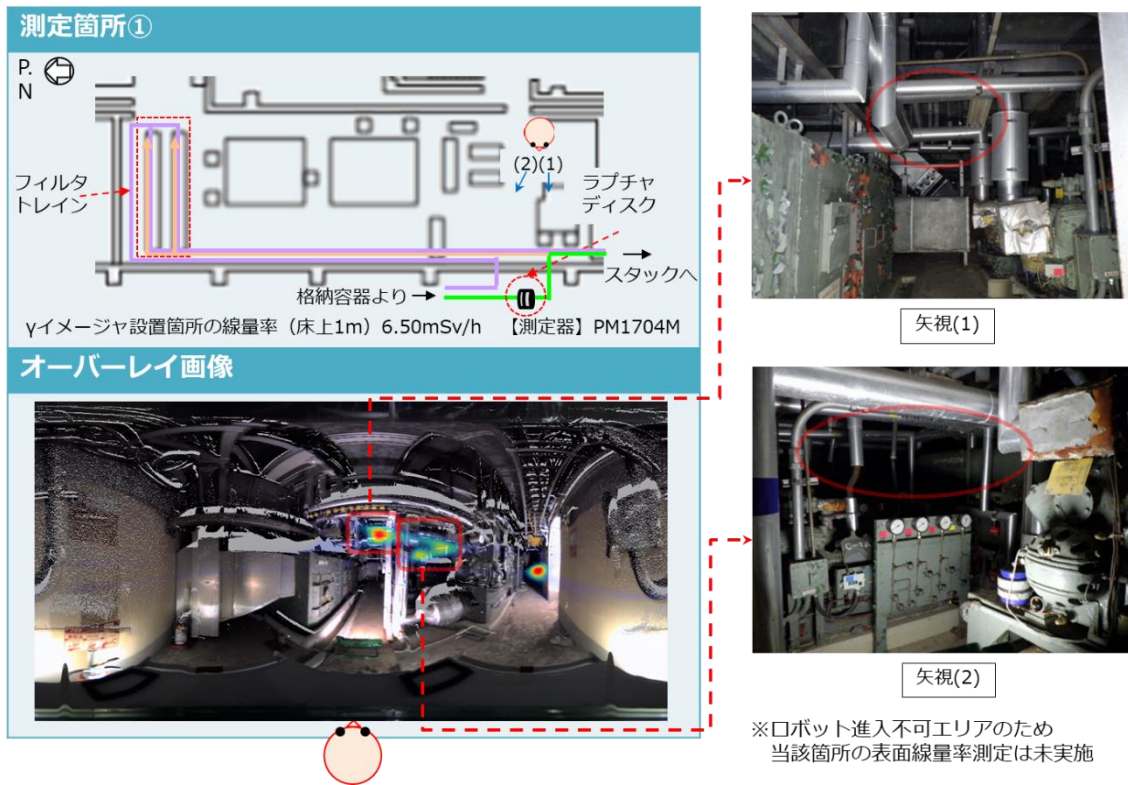 測定箇所①
P.
N
フィルタ
トレイン
(2)(1)
ラプチャ
ディスク
格納容器より
スタックへ
γイメージャ設置箇所の線量率（床上1m）6.50mSv/h　【測定器】PM1704M
オーバーレイ画像
矢視(1)
矢視(2)
※ロボット進入不可エリアのため
当該箇所の表面線量率測定は未実施